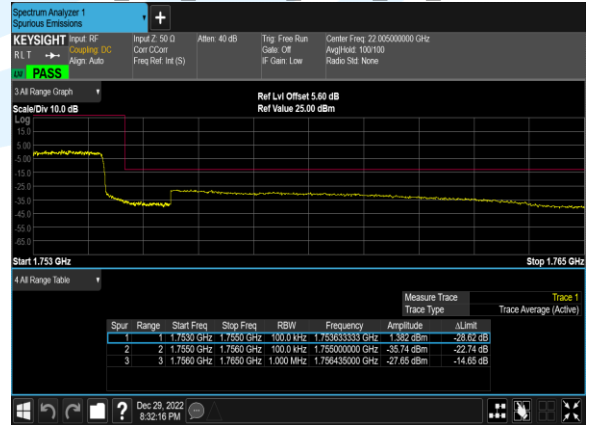 Spectrum Analyzer 1
Spurious Emissions
+
KEYSIGHT Input: RF Input Z: 50 Ω Atten: 40 dB Trig: Free Run Center Freq: 22.005000000 GHz
RLT Coupling: DC Corr CCorr Gate: Off Avg|Hold: 100/100
Align: Auto Freq Ref: Int (S) IF Gain: Low Radio Std: None
PASS
3 All Range Graph
Ref Lvl Offset 5.60 dB
Scale/Div 10.0 dB Ref Value 25.00 dBm
Log
15.0
5.00
-5.00
-15.0
-25.0
-35.0
-45.0
-55.0
-65.0
Start 1.753 GHz Stop 1.765 GHz
4 All Range Table
Measure Trace Trace 1
Trace Type Trace Average (Active)
Spur Range Start Freq Stop Freq RBW Frequency Amplitude ΔLimit
1 1 1.7530 GHz 1.7550 GHz 100.0 kHz 1.753633333 GHz 1.382 dBm -28.62 dB
2 2 1.7550 GHz 1.7560 GHz 100.0 kHz 1.755000000 GHz -35.74 dBm -22.74 dB
3 3 1.7560 GHz 1.7650 GHz 1.000 MHz 1.756435000 GHz -27.65 dBm -14.65 dB
? Dec 29, 2022
8:32:16 PM